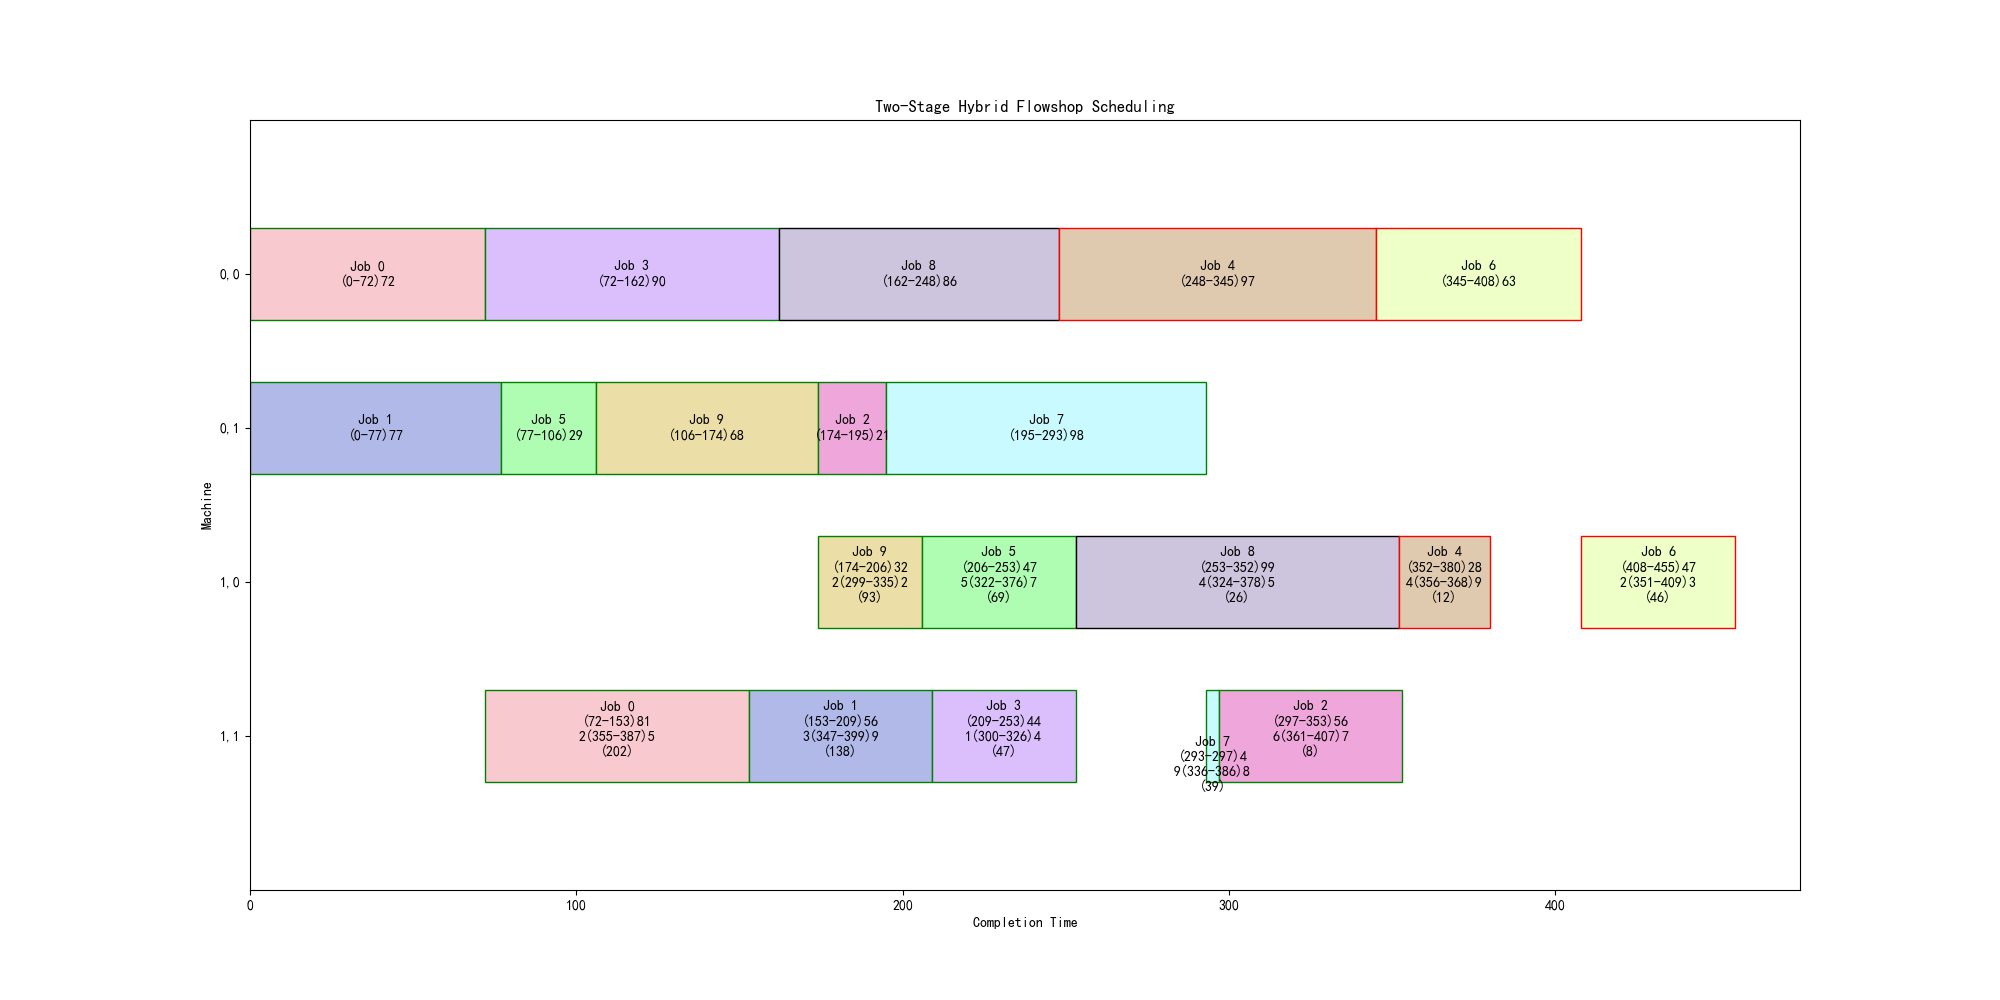 Two-Stage Hybrid Flowshop Scheduling
Machine
0,0
Job 0
(0-72)72
Job 3
(72-162)90
Job 8
(162-248)86
Job 4
(248-345)97
Job 6
(345-408)63
0,1
Job 1
(0-77)77
Job 5
(77-106)29
Job 9
(106-174)68
Job 2
(174-195)21
Job 7
(195-293)98
1,0
Job 9
(174-206)32
2(299-335)2
(93)
Job 5
(206-253)47
5(322-376)7
(69)
Job 8
(253-352)99
4(324-378)5
(26)
Job 4
(352-380)28
4(356-368)9
(12)
Job 6
(408-455)47
2(351-409)3
(46)
1,1
Job 0
(72-153)81
2(355-387)5
(202)
Job 1
(153-209)56
3(347-399)9
(138)
Job 3
(209-253)44
1(300-326)4
(47)
Job 7
(293-297)4
9(336-386)8
(39)
Job 2
(297-353)56
6(361-407)7
(8)
0
100
200
300
400
Completion Time